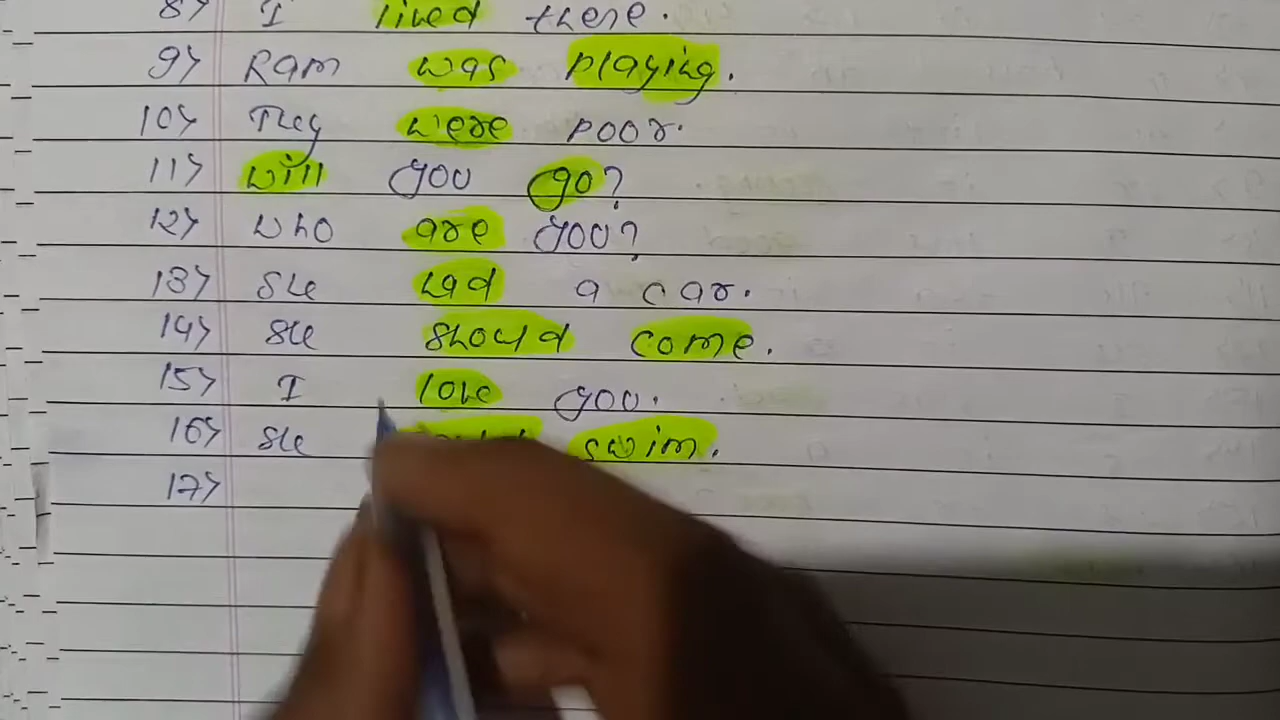 8) I lived there.
9) Ram was playing.
10) They were poor.
11) will you go?
12) who are you?
13) She had a car.
14) She should come.
15) I love you.
16) She swim.
17)